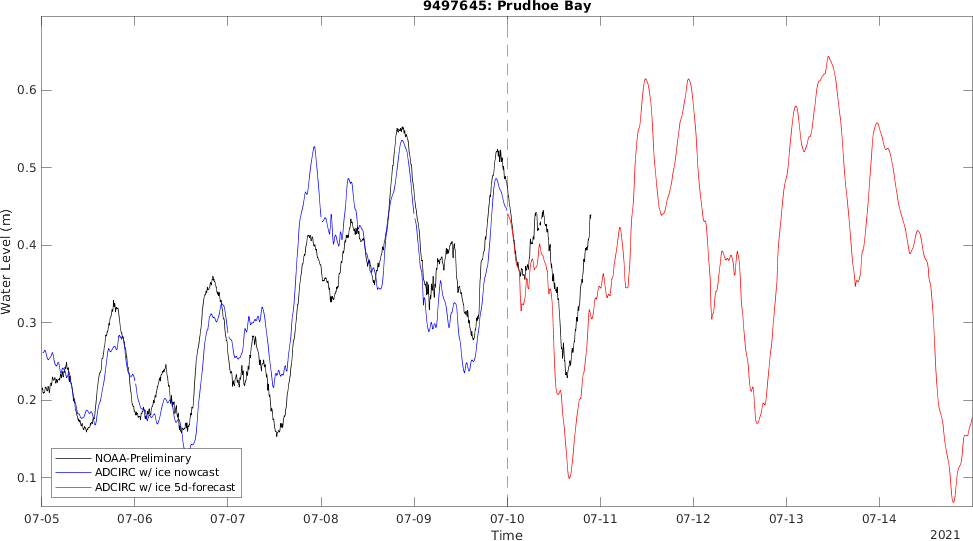 9497645: Prudhoe Bay
Water Level (m)
0.6
0.5
0.4
0.3
0.2
0.1
NOAA-Preliminary
ADCIRC w/ ice nowcast
ADCIRC w/ ice 5d-forecast
07-05 07-06 07-07 07-08 07-09 07-10 07-11 07-12 07-13 07-14
Time
2021